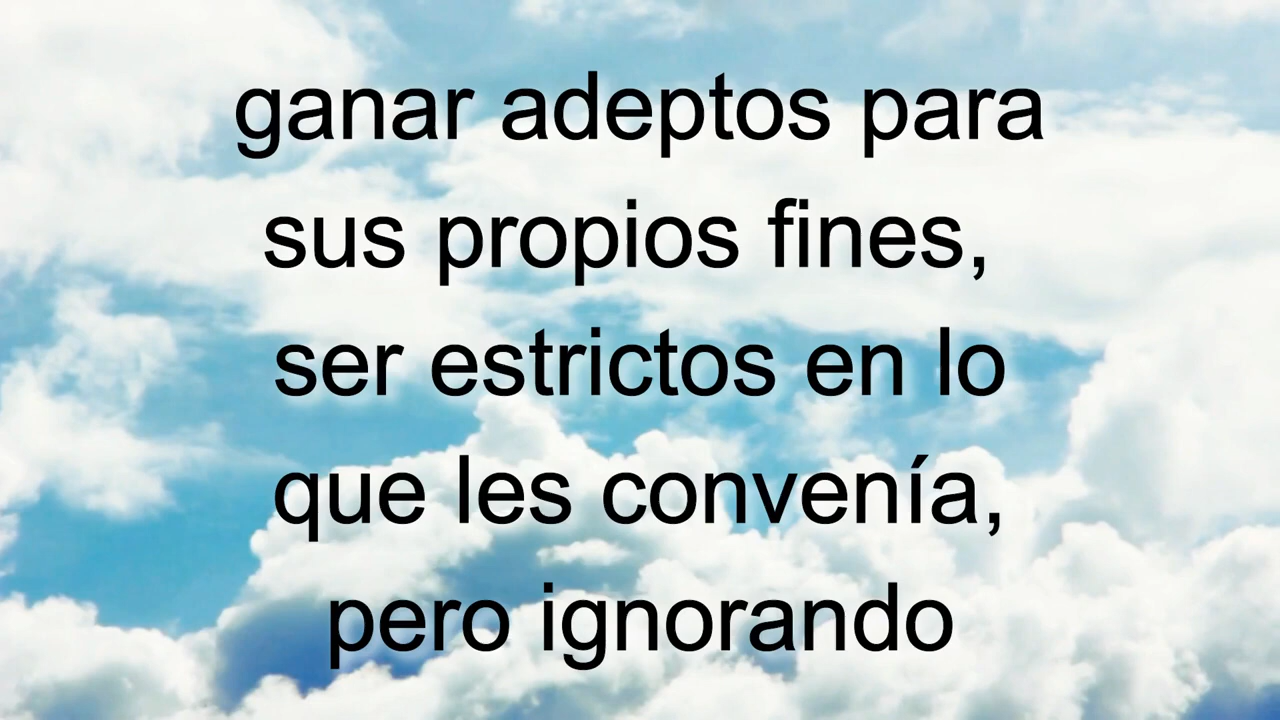 ganar adeptos para
sus propios fines,
ser estrictos en lo
que les convenía,
pero ignorando